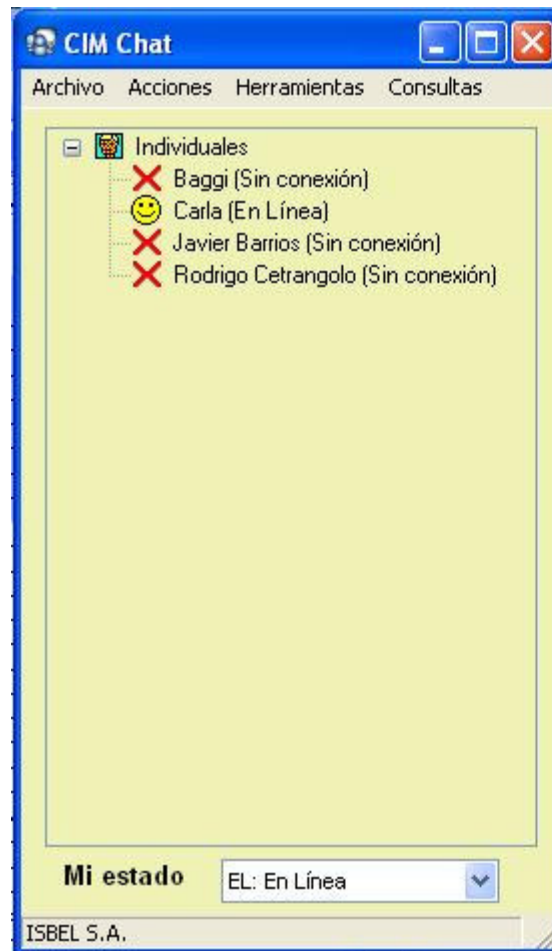 CIM Chat
Archivo Acciones Herramientas Consultas
Individuales
Baggi (Sin conexión)
Carla (En Línea)
Javier Barrios (Sin conexión)
Rodrigo Cetrangolo (Sin conexión)
Mi estado EL: En Línea
ISBEL S.A.